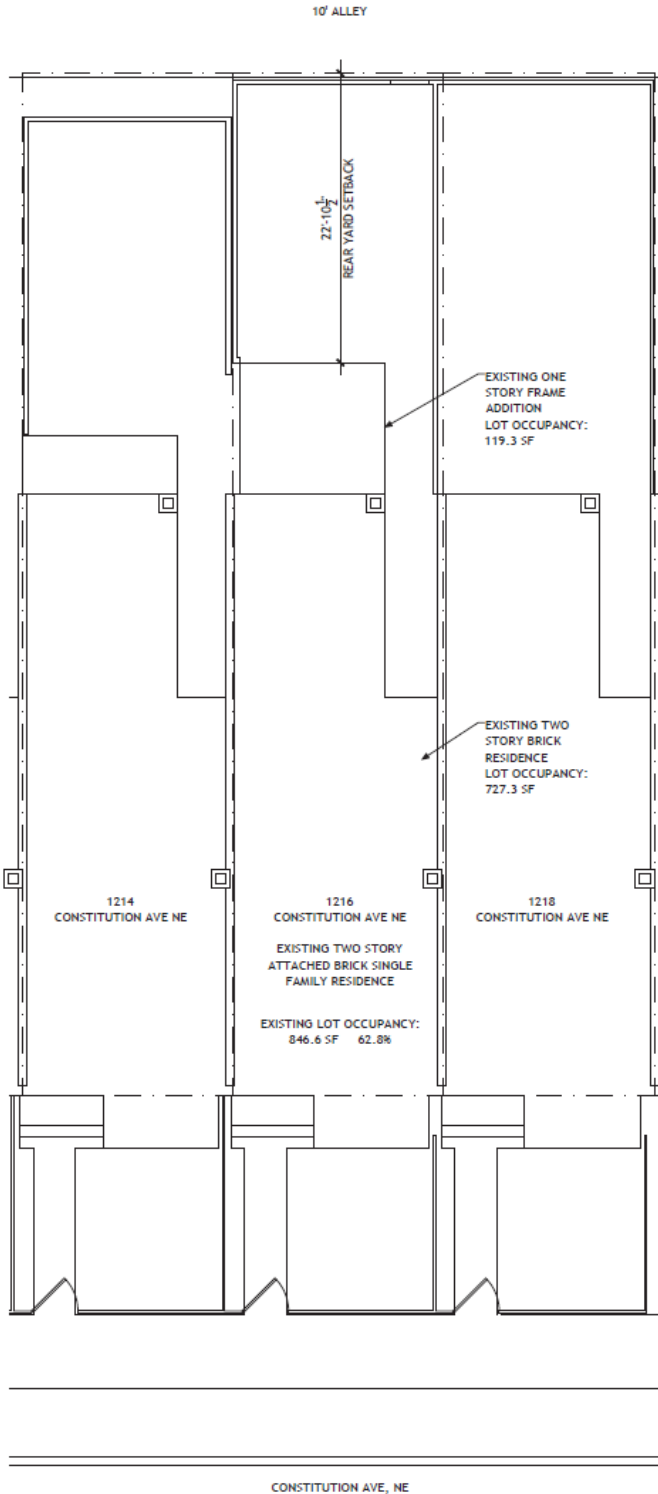 10' ALLEY
22'-10 1/2"
REAR YARD SETBACK
EXISTING ONE
STORY FRAME
ADDITION
LOT OCCUPANCY:
119.3 SF
EXISTING TWO
STORY BRICK
RESIDENCE
LOT OCCUPANCY:
727.3 SF
1214
CONSTITUTION AVE NE
1216
CONSTITUTION AVE NE
1218
CONSTITUTION AVE NE
EXISTING TWO STORY
ATTACHED BRICK SINGLE
FAMILY RESIDENCE
EXISTING LOT OCCUPANCY:
846.6 SF 62.8%
CONSTITUTION AVE, NE